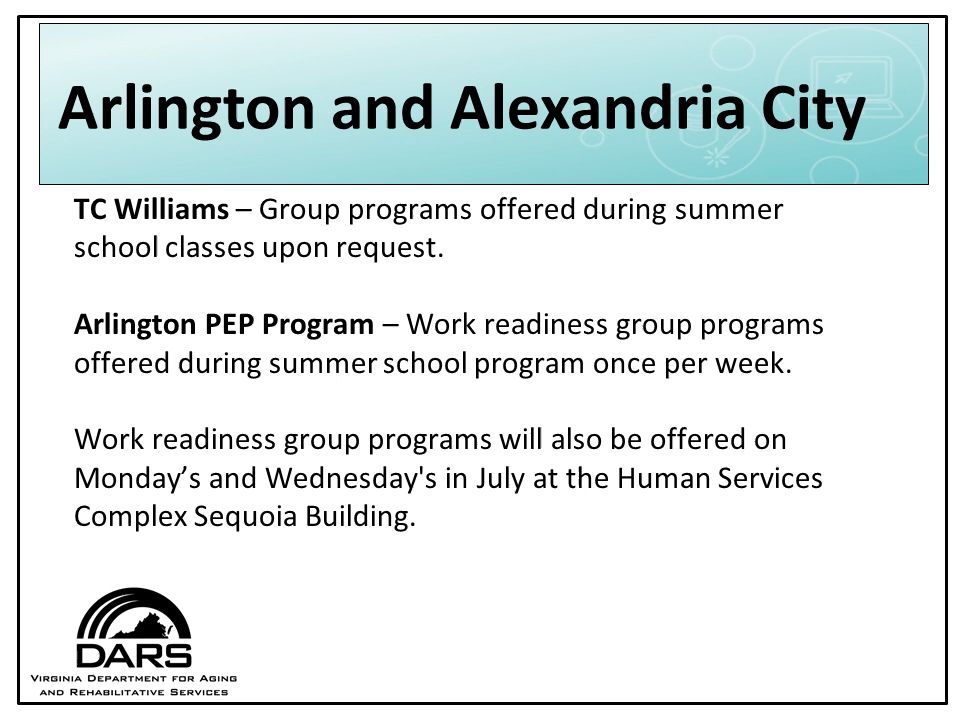 Arlington and Alexandria City
TC Williams – Group programs offered during summer
school classes upon request.
Arlington PEP Program – Work readiness group programs
offered during summer school program once per week.
Work readiness group programs will also be offered on
Monday’s and Wednesday's in July at the Human Services
Complex Sequoia Building.
DARS
VIRGINIA DEPARTMENT FOR AGING
AND REHABILITATIVE SERVICES